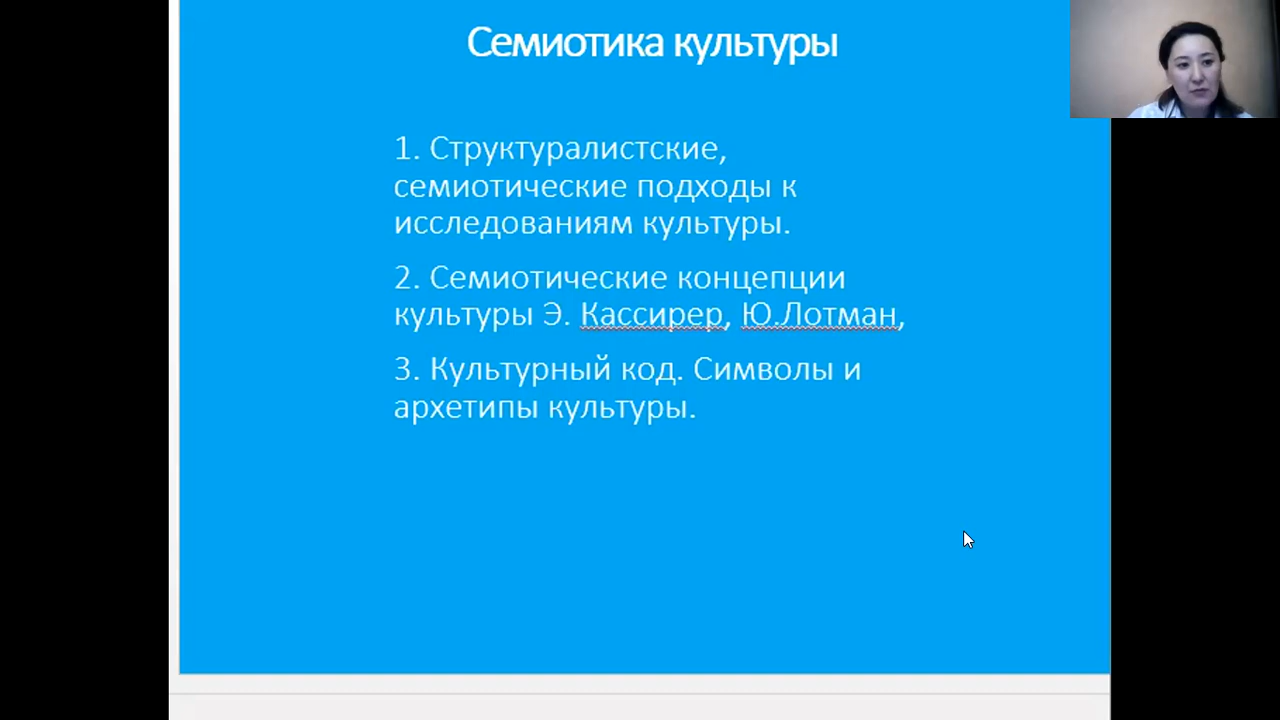 Семиотика культуры
1. Структуралистские,
семиотические подходы к
исследованиям культуры.
2. Семиотические концепции
культуры Э. Кассирер, Ю.Лотман,
3. Культурный код. Символы и
архетипы культуры.